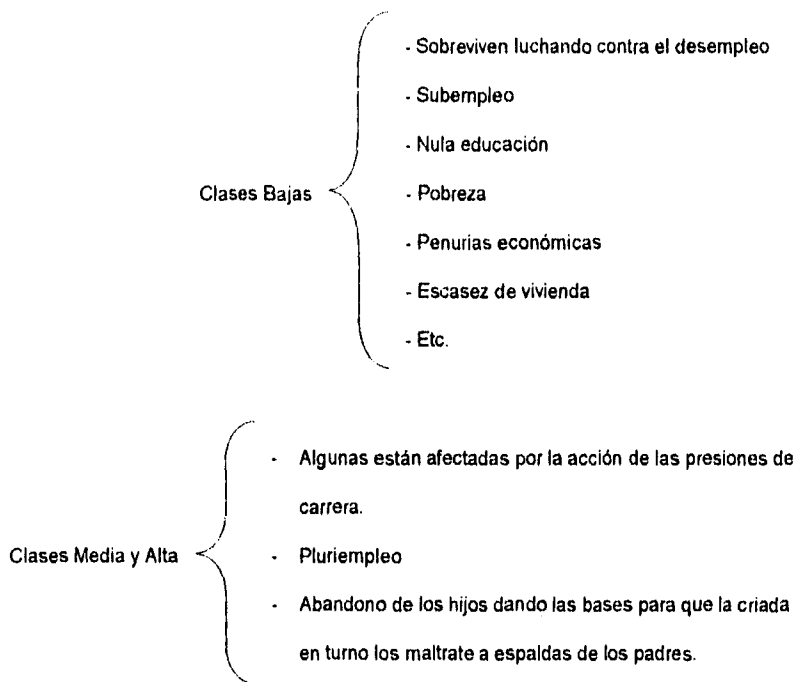 - Sobreviven luchando contra el desempleo
- Subempleo
- Nula educación
Clases Bajas
- Pobreza
- Penurias económicas
- Escasez de vivienda
- Etc.
- Algunas están afectadas por la acción de las presiones de
carrera.
Clases Media y Alta
- Pluriempleo
- Abandono de los hijos dando las bases para que la criada
en turno los maltrate a espaldas de los padres.